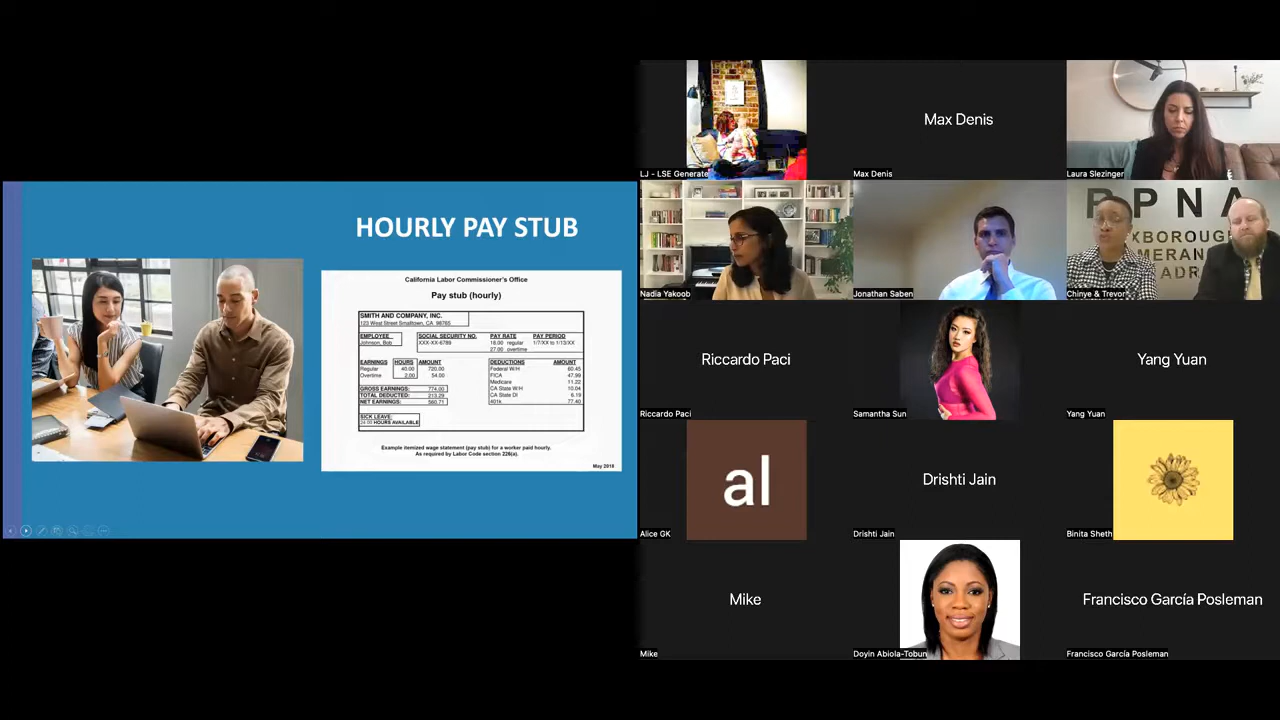 HOURLY PAY STUB
California Labor Commissioner's Office
Pay stub (hourly)
SMITH AND COMPANY, INC.
123 West Street Smalltown, CA 98765
EMPLOYEE SOCIAL SECURITY NO. PAY RATE PAY PERIOD
Johnson, Bob XXX-XX-6789 18.00 regular 1/7/XX to 1/13/XX
27.00 overtime
EARNINGS HOURS AMOUNT DEDUCTIONS AMOUNT
Regular 40.00 720.00 Federal W/H 60.45
Overtime 2.00 54.00 FICA 47.99
Medicare 11.22
GROSS EARNINGS: 774.00 CA State W/H 10.04
TOTAL DEDUCTED: 213.29 CA State DI 6.19
NET EARNINGS: 560.71 401k 77.40
SICK LEAVE:
24.00 HOURS AVAILABLE
Example itemized wage statement (pay stub) for a worker paid hourly.
As required by Labor Code section 226(a).
May 2018
LJ - LSE Generate
Max Denis
Max Denis
Laura Slezinger
Nadia Yakoob
Jonathan Saben
PNA
Chinye & Trevor
Riccardo Paci
Riccardo Paci
Samantha Sun
Yang Yuan
Yang Yuan
al
Alice GK
Drishti Jain
Drishti Jain
Binita Sheth
Mike
Mike
Doyin Abiola-Tobun
Francisco García Posleman
Francisco García Posleman